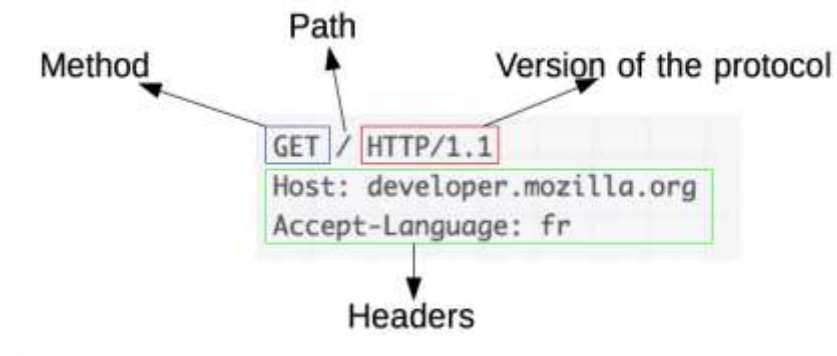 Path
Method
Version of the protocol
GET / HTTP/1.1
Host: developer.mozilla.org
Accept-Language: fr
Headers